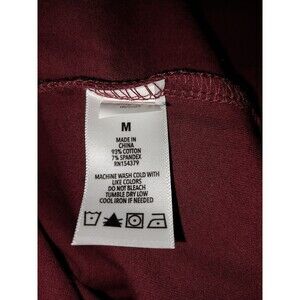 M
MADE IN
CHINA
93% COTTON
7% SPANDEX
RN154379
MACHINE WASH COLD WITH
LIKE COLORS
DO NOT BLEACH
TUMBLE DRY LOW
COOL IRON IF NEEDED